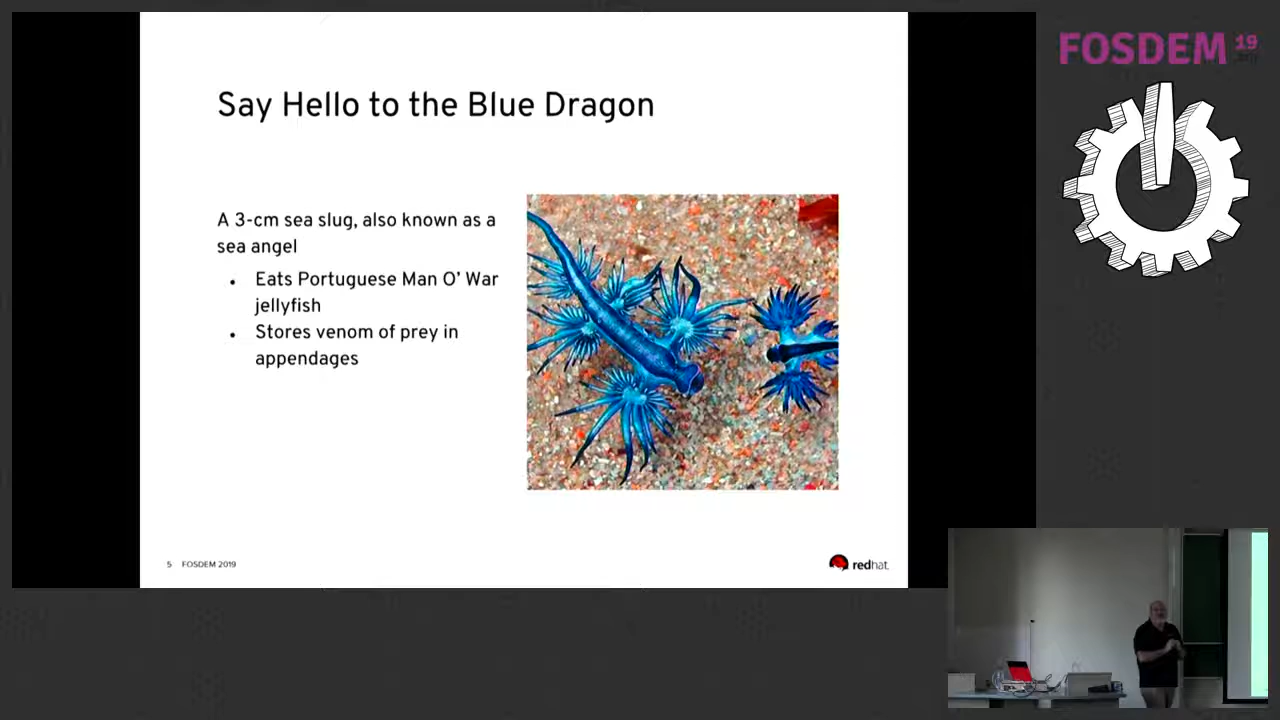 Say Hello to the Blue Dragon
A 3-cm sea slug, also known as a
sea angel
Eats Portuguese Man O' War
jellyfish
Stores venom of prey in
appendages
5 FOSDEM 2019
redhat.
FOSDEM 19
.org